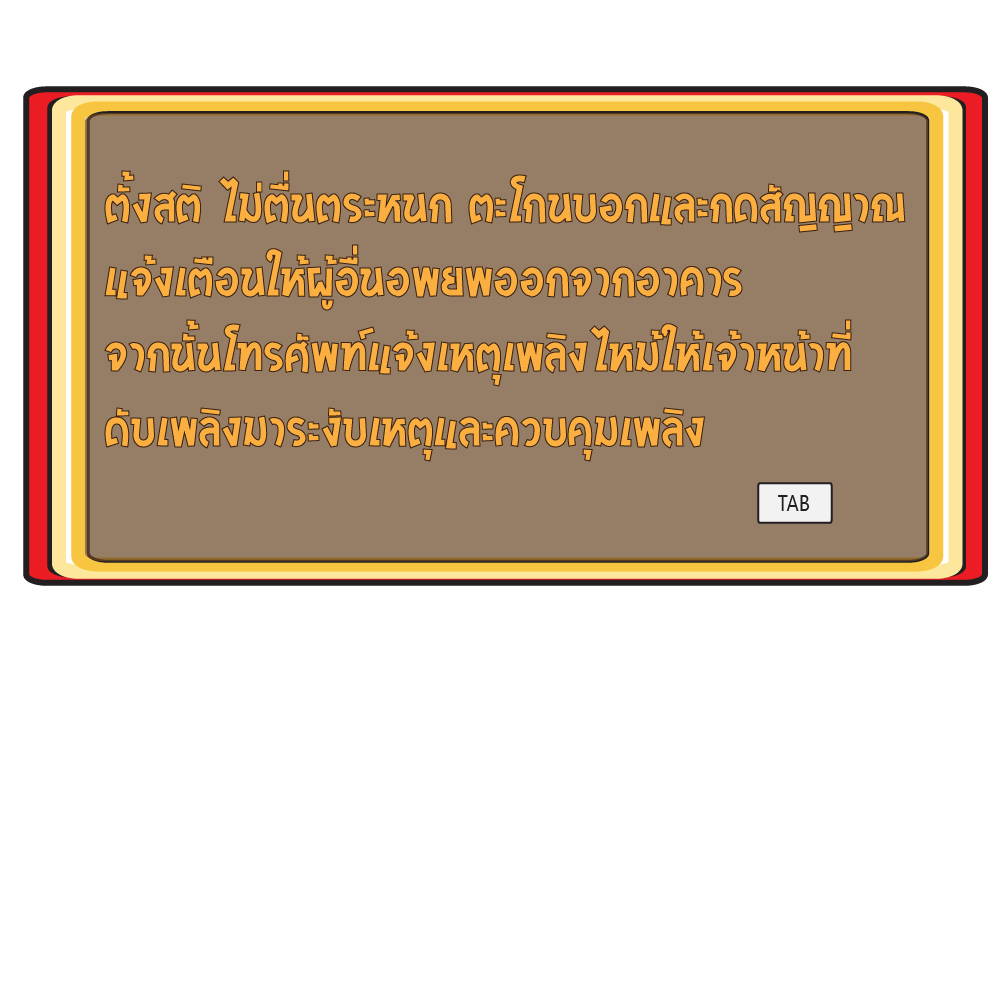 ตั้งสติ ไม่ตื่นตระหนก ตะโกนบอกและกดสัญญาณ
แจ้งเตือนให้ผู้อื่นอพยพออกจากอาคาร
จากนั้นโทรศัพท์แจ้งเหตุเพลิงไหม้ให้เจ้าหน้าที่
ดับเพลิงมาระงับเหตุและควบคุมเพลิง
TAB